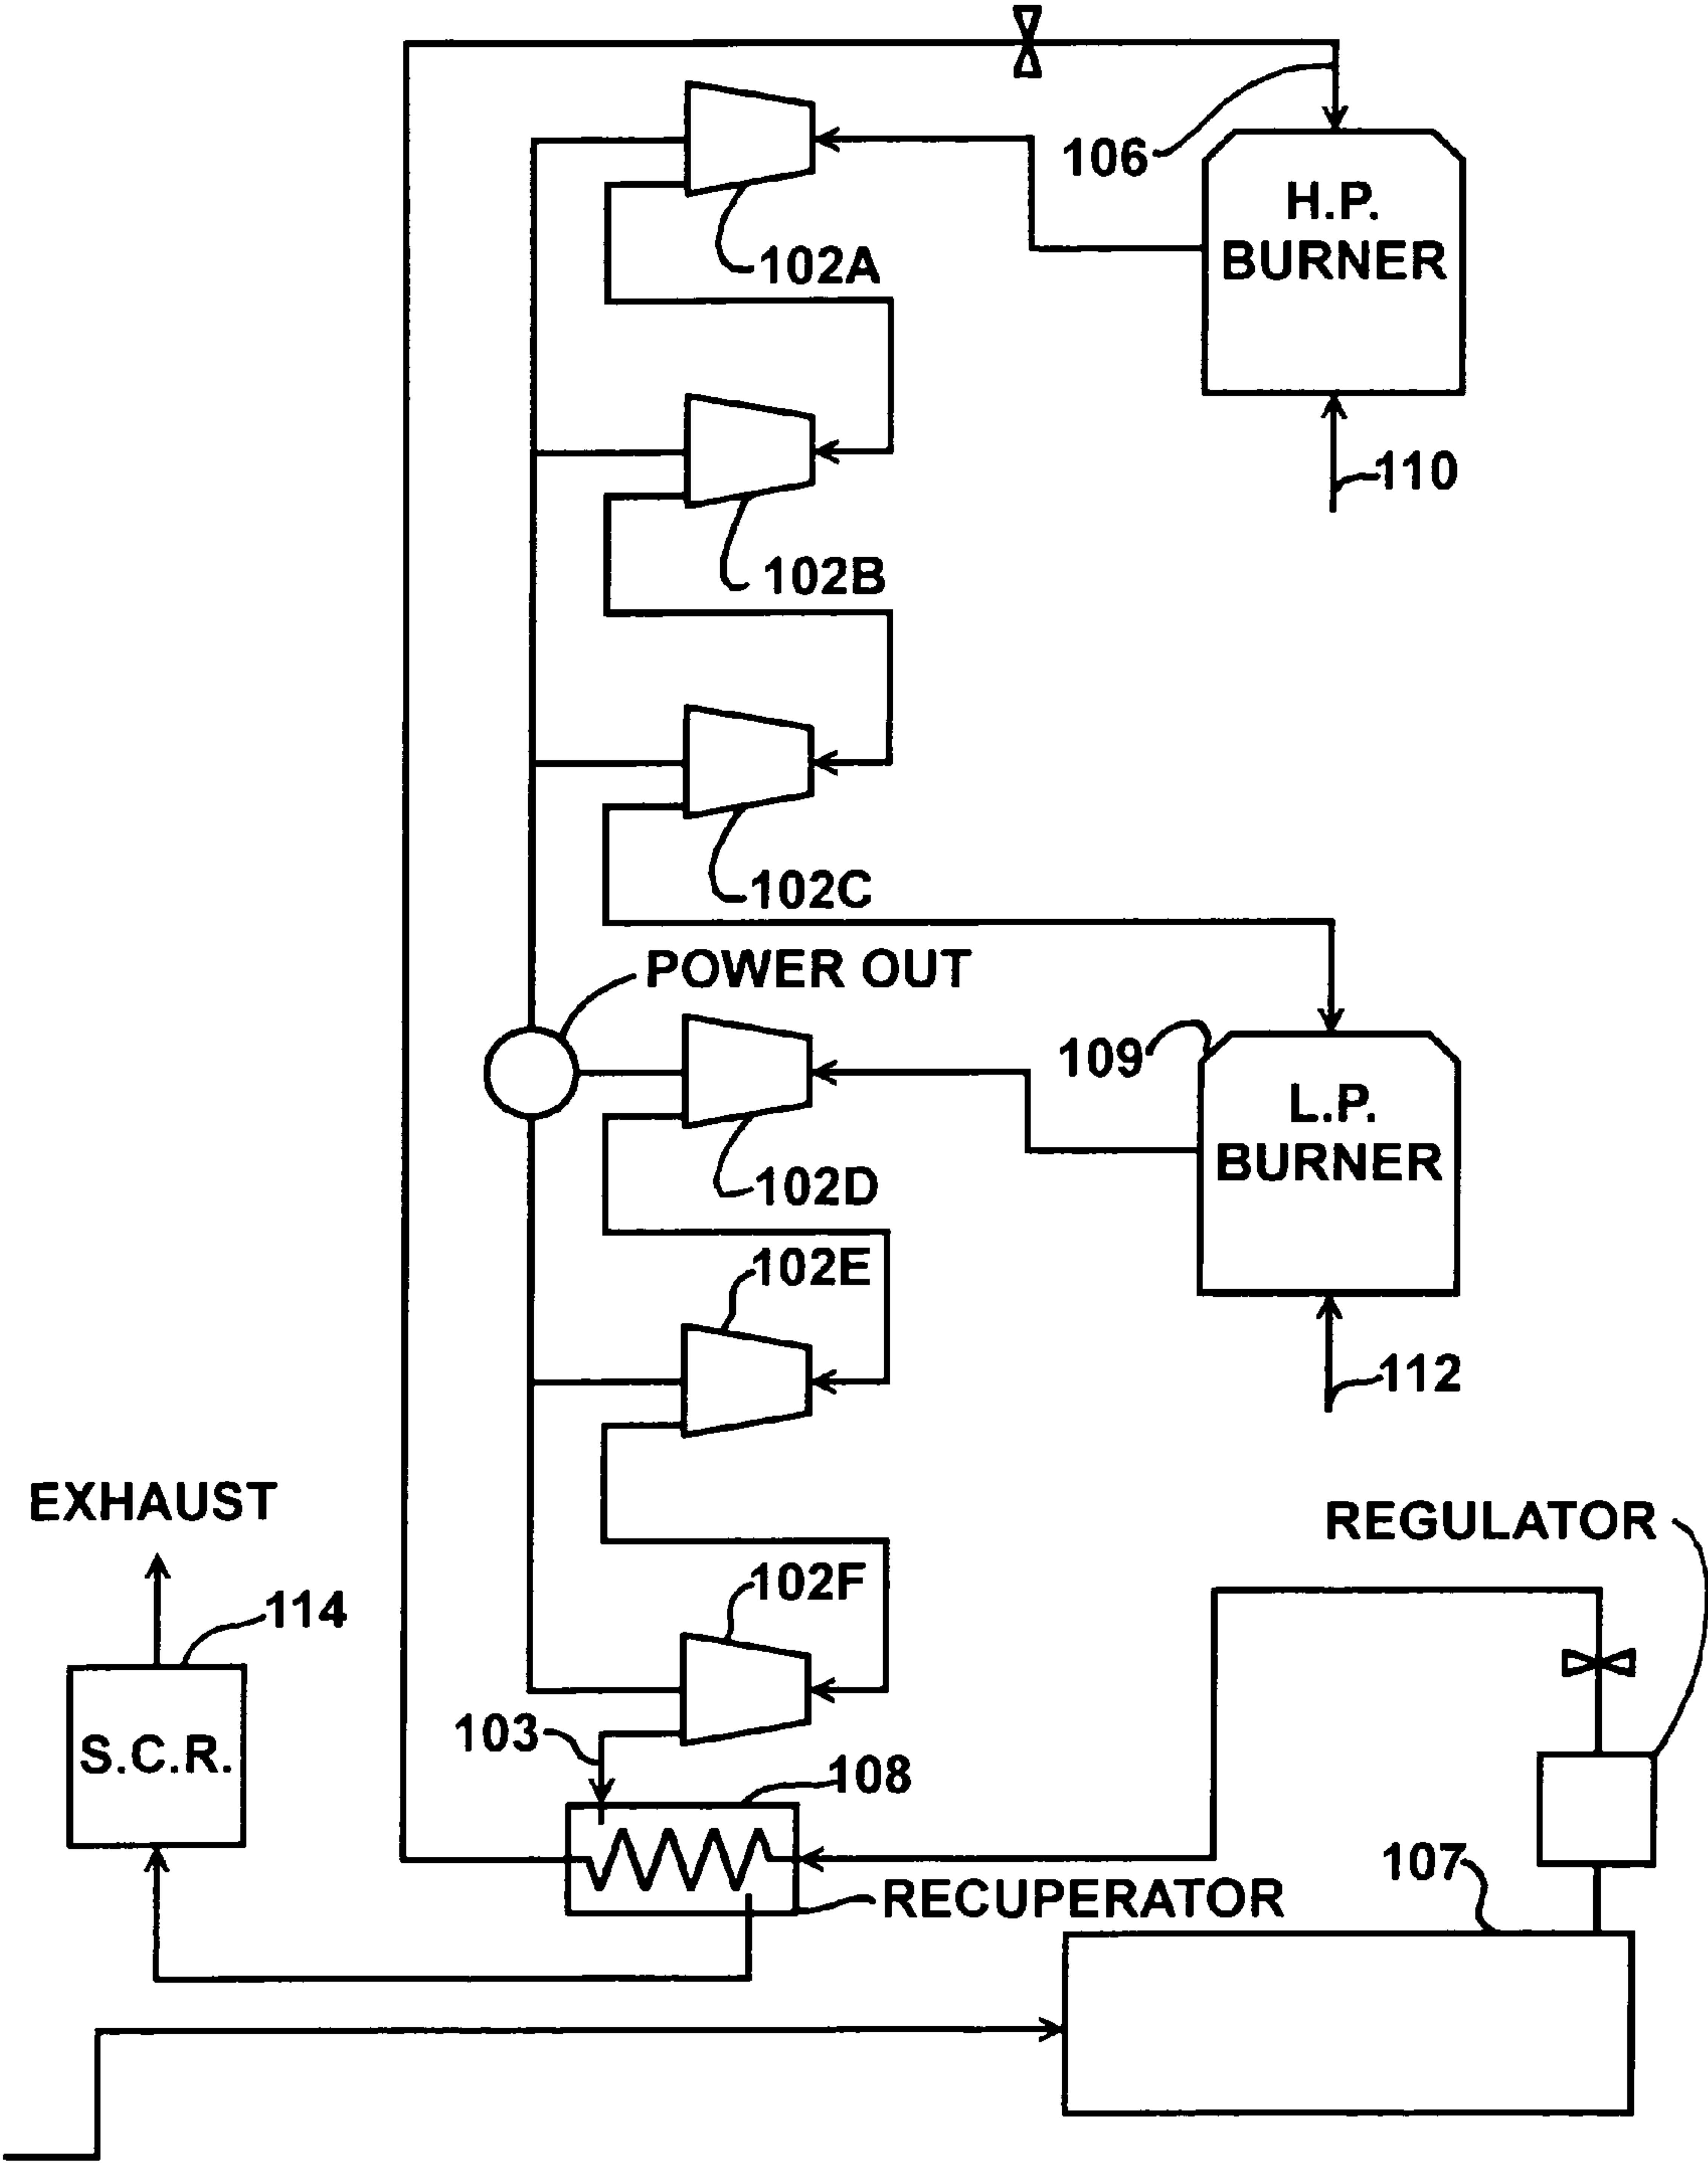 106
H.P.
BURNER
102A
110
102B
102C
POWER OUT
109
L.P.
BURNER
102D
102E
112
EXHAUST
REGULATOR
102F
114
103
S.C.R.
108
107
RECUPERATOR